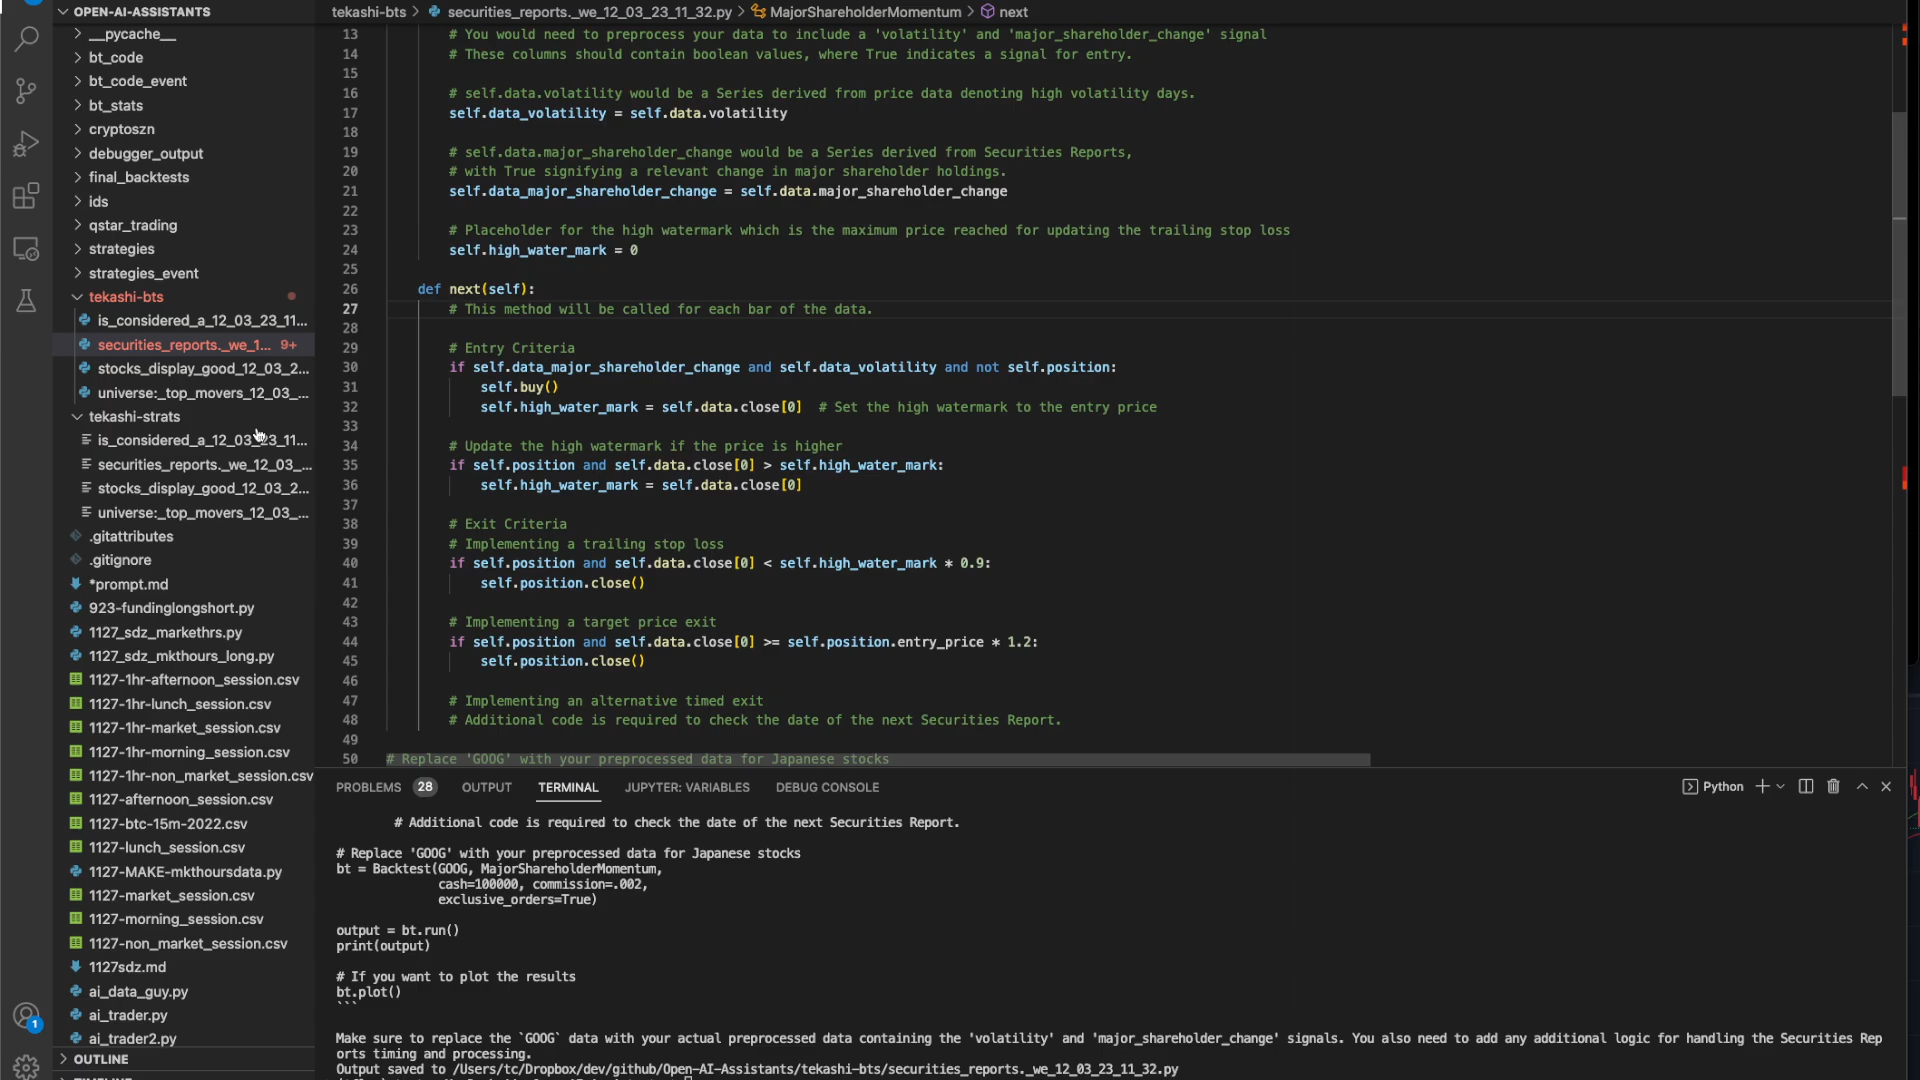 OPEN-AI-ASSISTANTS
__pycache__
bt_code
bt_code_event
bt_stats
cryptoszn
debugger_output
final_backtests
ids
qstar_trading
strategies
strategies_event
tekashi-bts
is_considered_a_12_03_23_11...
securities_reports._we_1... 9+
stocks_display_good_12_03_2...
universe:_top_movers_12_03_...
tekashi-strats
is_considered_a_12_03_23_11...
securities_reports._we_12_03_...
stocks_display_good_12_03_2...
universe:_top_movers_12_03_...
.gitattributes
.gitignore
*prompt.md
923-fundinglongshort.py
1127_sdz_markethrs.py
1127_sdz_mkthours_long.py
1127-1hr-afternoon_session.csv
1127-1hr-lunch_session.csv
1127-1hr-market_session.csv
1127-1hr-morning_session.csv
1127-1hr-non_market_session.csv
1127-afternoon_session.csv
1127-btc-15m-2022.csv
1127-lunch_session.csv
1127-MAKE-mkthoursdata.py
1127-market_session.csv
1127-morning_session.csv
1127-non_market_session.csv
1127sdz.md
ai_data_guy.py
ai_trader.py
ai_trader2.py
OUTLINE
1
tekashi-bts > securities_reports._we_12_03_23_11_32.py > MajorShareholderMomentum > next
13 # You would need to preprocess your data to include a 'volatility' and 'major_shareholder_change' signal
14 # These columns should contain boolean values, where True indicates a signal for entry.
15
16 # self.data.volatility would be a Series derived from price data denoting high volatility days.
17 self.data_volatility = self.data.volatility
18
19 # self.data.major_shareholder_change would be a Series derived from Securities Reports,
20 # with True signifying a relevant change in major shareholder holdings.
21 self.data_major_shareholder_change = self.data.major_shareholder_change
22
23 # Placeholder for the high watermark which is the maximum price reached for updating the trailing stop loss
24 self.high_water_mark = 0
25
26 def next(self):
27 # This method will be called for each bar of the data.
28
29 # Entry Criteria
30 if self.data_major_shareholder_change and self.data_volatility and not self.position:
31 self.buy()
32 self.high_water_mark = self.data.close[0] # Set the high watermark to the entry price
33
34 # Update the high watermark if the price is higher
35 if self.position and self.data.close[0] > self.high_water_mark:
36 self.high_water_mark = self.data.close[0]
37
38 # Exit Criteria
39 # Implementing a trailing stop loss
40 if self.position and self.data.close[0] < self.high_water_mark * 0.9:
41 self.position.close()
42
43 # Implementing a target price exit
44 if self.position and self.data.close[0] >= self.position.entry_price * 1.2:
45 self.position.close()
46
47 # Implementing an alternative timed exit
48 # Additional code is required to check the date of the next Securities Report.
49
50 # Replace 'GOOG' with your preprocessed data for Japanese stocks
PROBLEMS 28 OUTPUT TERMINAL JUPYTER: VARIABLES DEBUG CONSOLE Python
# Additional code is required to check the date of the next Securities Report.
# Replace 'GOOG' with your preprocessed data for Japanese stocks
bt = Backtest(GOOG, MajorShareholderMomentum,
cash=100000, commission=.002,
exclusive_orders=True)
output = bt.run()
print(output)
# If you want to plot the results
bt.plot()
```
Make sure to replace the `GOOG` data with your actual preprocessed data containing the 'volatility' and 'major_shareholder_change' signals. You also need to add any additional logic for handling the Securities Rep
orts timing and processing.
Output saved to /Users/tc/Dropbox/dev/github/Open-AI-Assistants/tekashi-bts/securities_reports._we_12_03_23_11_32.py